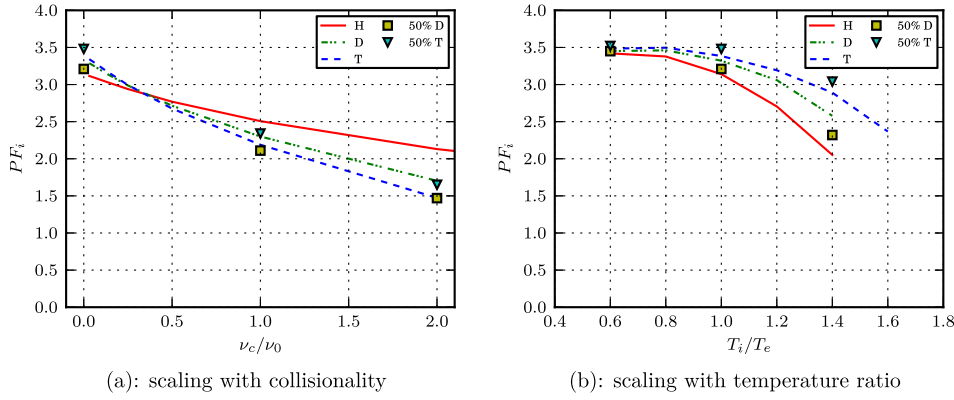 4.0
3.5
3.0
2.5
2.0
1.5
1.0
0.5
0.0
PF_i
H
D
T
50% D
50% T
0.0 0.5 1.0 1.5 2.0
ν_c/ν_0
(a): scaling with collisionality
4.0
3.5
3.0
2.5
2.0
1.5
1.0
0.5
0.0
PF_i
H
D
T
50% D
50% T
0.4 0.6 0.8 1.0 1.2 1.4 1.6 1.8
T_i/T_e
(b): scaling with temperature ratio